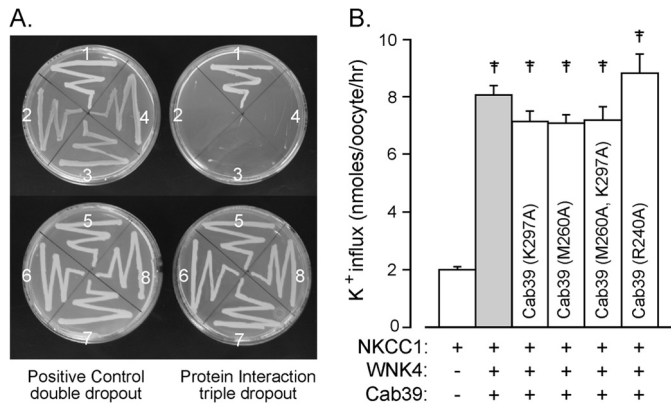 A.
1
2
4
3
1
2
4
3
5
6
8
7
5
6
8
7
Positive Control
double dropout
Protein Interaction
triple dropout
B.
K+ influx (nmoles/oocyte/hr)
10
8
6
4
2
0
Cab39 (K297A)
Cab39 (M260A)
Cab39 (M260A, K297A)
Cab39 (R240A)
NKCC1: + + + + + +
WNK4: - + + + + +
Cab39: - + + + + +